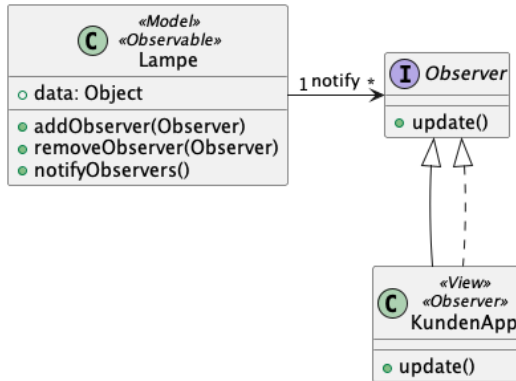 C
«Model»
«Observable»
Lampe
data: Object
addObserver(Observer)
removeObserver(Observer)
notifyObservers()
1 notify *
I
Observer
update()
C
«View»
«Observer»
KundenApp
update()